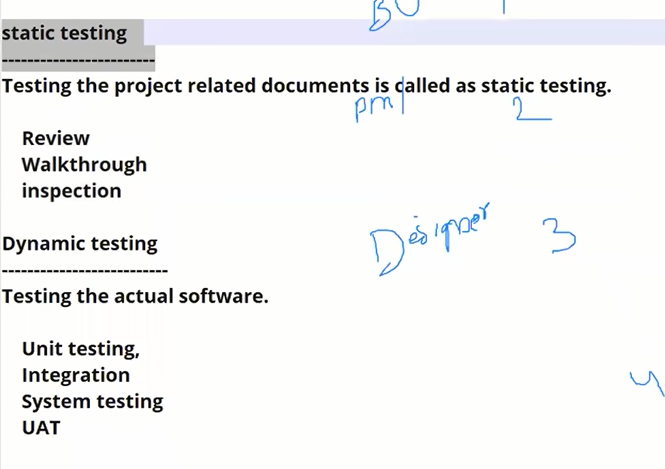 static testing
------------------------
Testing the project related documents is called as static testing.
pm 2
Review
Walkthrough
inspection
Designer 3
Dynamic testing
--------------------------
Testing the actual software.
Unit testing,
Integration
System testing
4
UAT